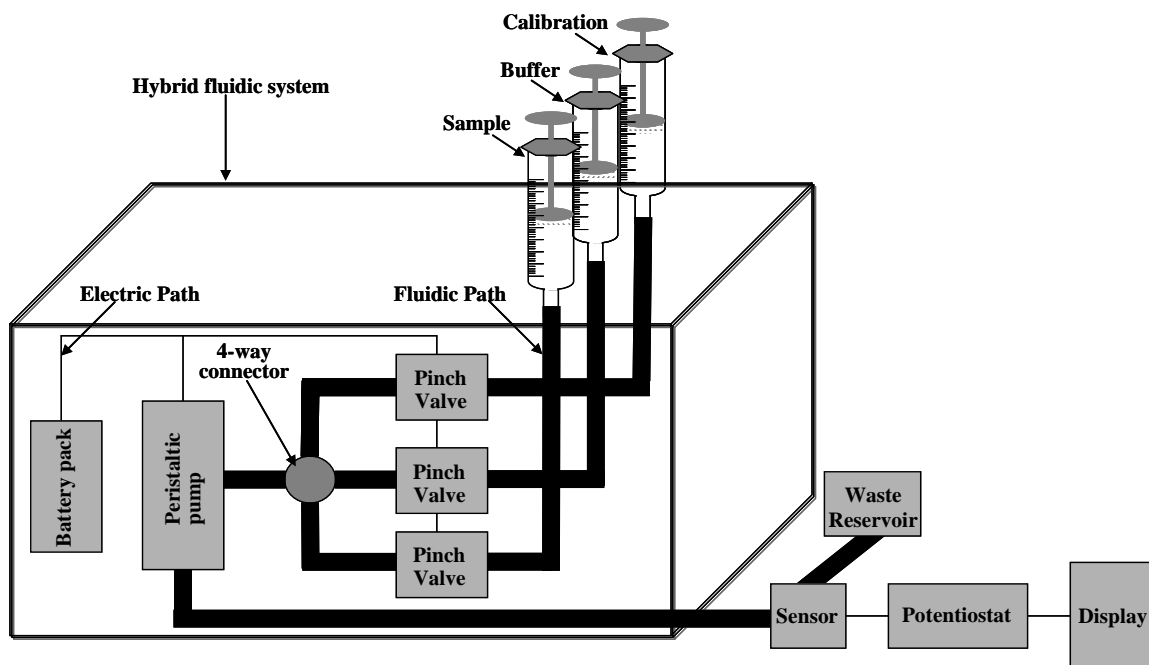 Calibration
Buffer
Hybrid fluidic system
Sample
Electric Path
Fluidic Path
4-way
connector
Pinch
Valve
Battery pack
Peristaltic
pump
Pinch
Valve
Pinch
Valve
Waste
Reservoir
Sensor
Potentiostat
Display